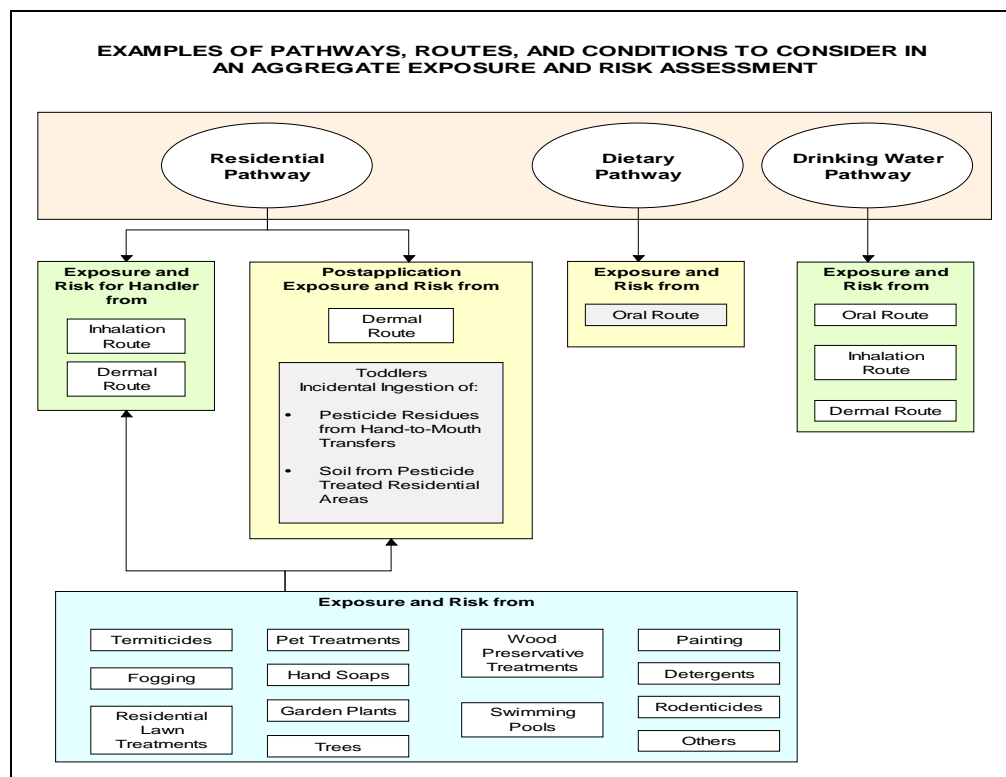 EXAMPLES OF PATHWAYS, ROUTES, AND CONDITIONS TO CONSIDER IN
AN AGGREGATE EXPOSURE AND RISK ASSESSMENT
Residential
Pathway
Dietary
Pathway
Drinking Water
Pathway
Exposure and
Risk for Handler
from
Inhalation
Route
Dermal
Route
Postapplication
Exposure and Risk from
Dermal
Route
Toddlers
Incidental Ingestion of:
• Pesticide Residues
from Hand-to-Mouth
Transfers
• Soil from Pesticide
Treated Residential
Areas
Exposure and
Risk from
Oral Route
Exposure and
Risk from
Oral Route
Inhalation
Route
Dermal Route
Exposure and Risk from
Termiticides
Fogging
Residential
Lawn
Treatments
Pet Treatments
Hand Soaps
Garden Plants
Trees
Wood
Preservative
Treatments
Swimming
Pools
Painting
Detergents
Rodenticides
Others